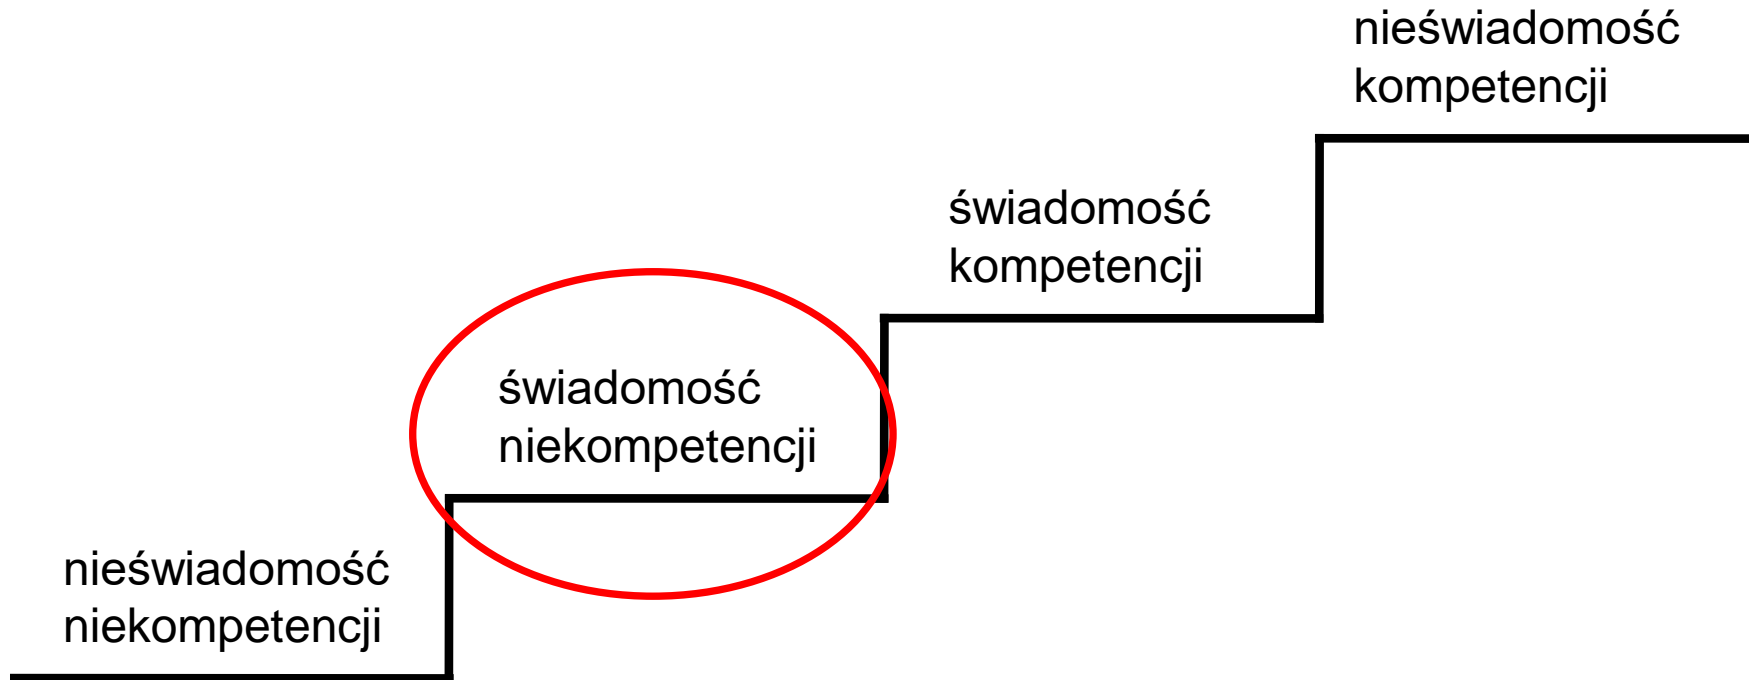 nieświadomość
kompetencji
świadomość
kompetencji
świadomość
niekompetencji
nieświadomość
niekompetencji